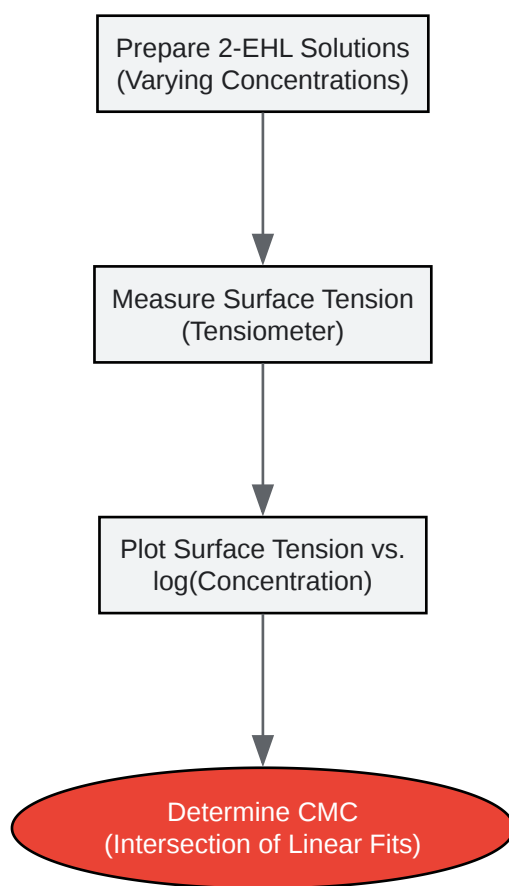 Prepare 2-EHL Solutions
(Varying Concentrations)
Measure Surface Tension
(Tensiometer)
Plot Surface Tension vs.
log(Concentration)
Determine CMC
(Intersection of Linear Fits)